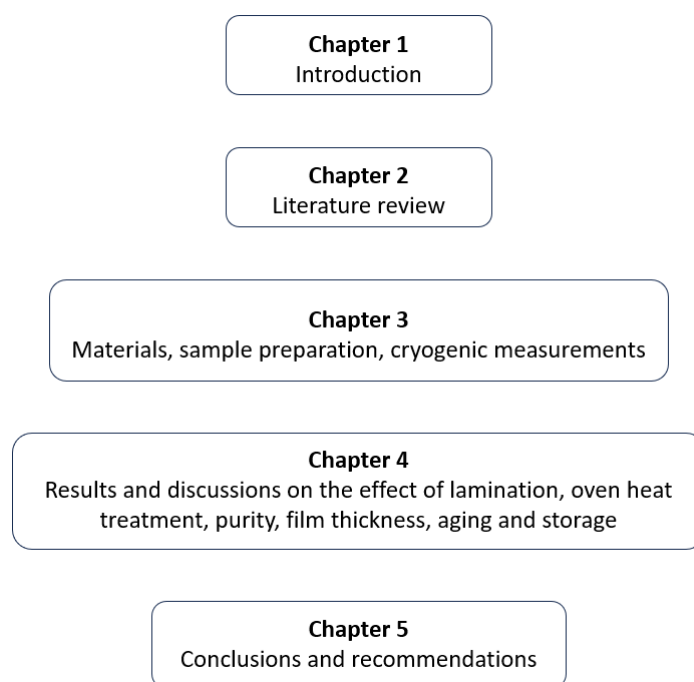 Chapter 1
Introduction
Chapter 2
Literature review
Chapter 3
Materials, sample preparation, cryogenic measurements
Chapter 4
Results and discussions on the effect of lamination, oven heat
treatment, purity, film thickness, aging and storage
Chapter 5
Conclusions and recommendations